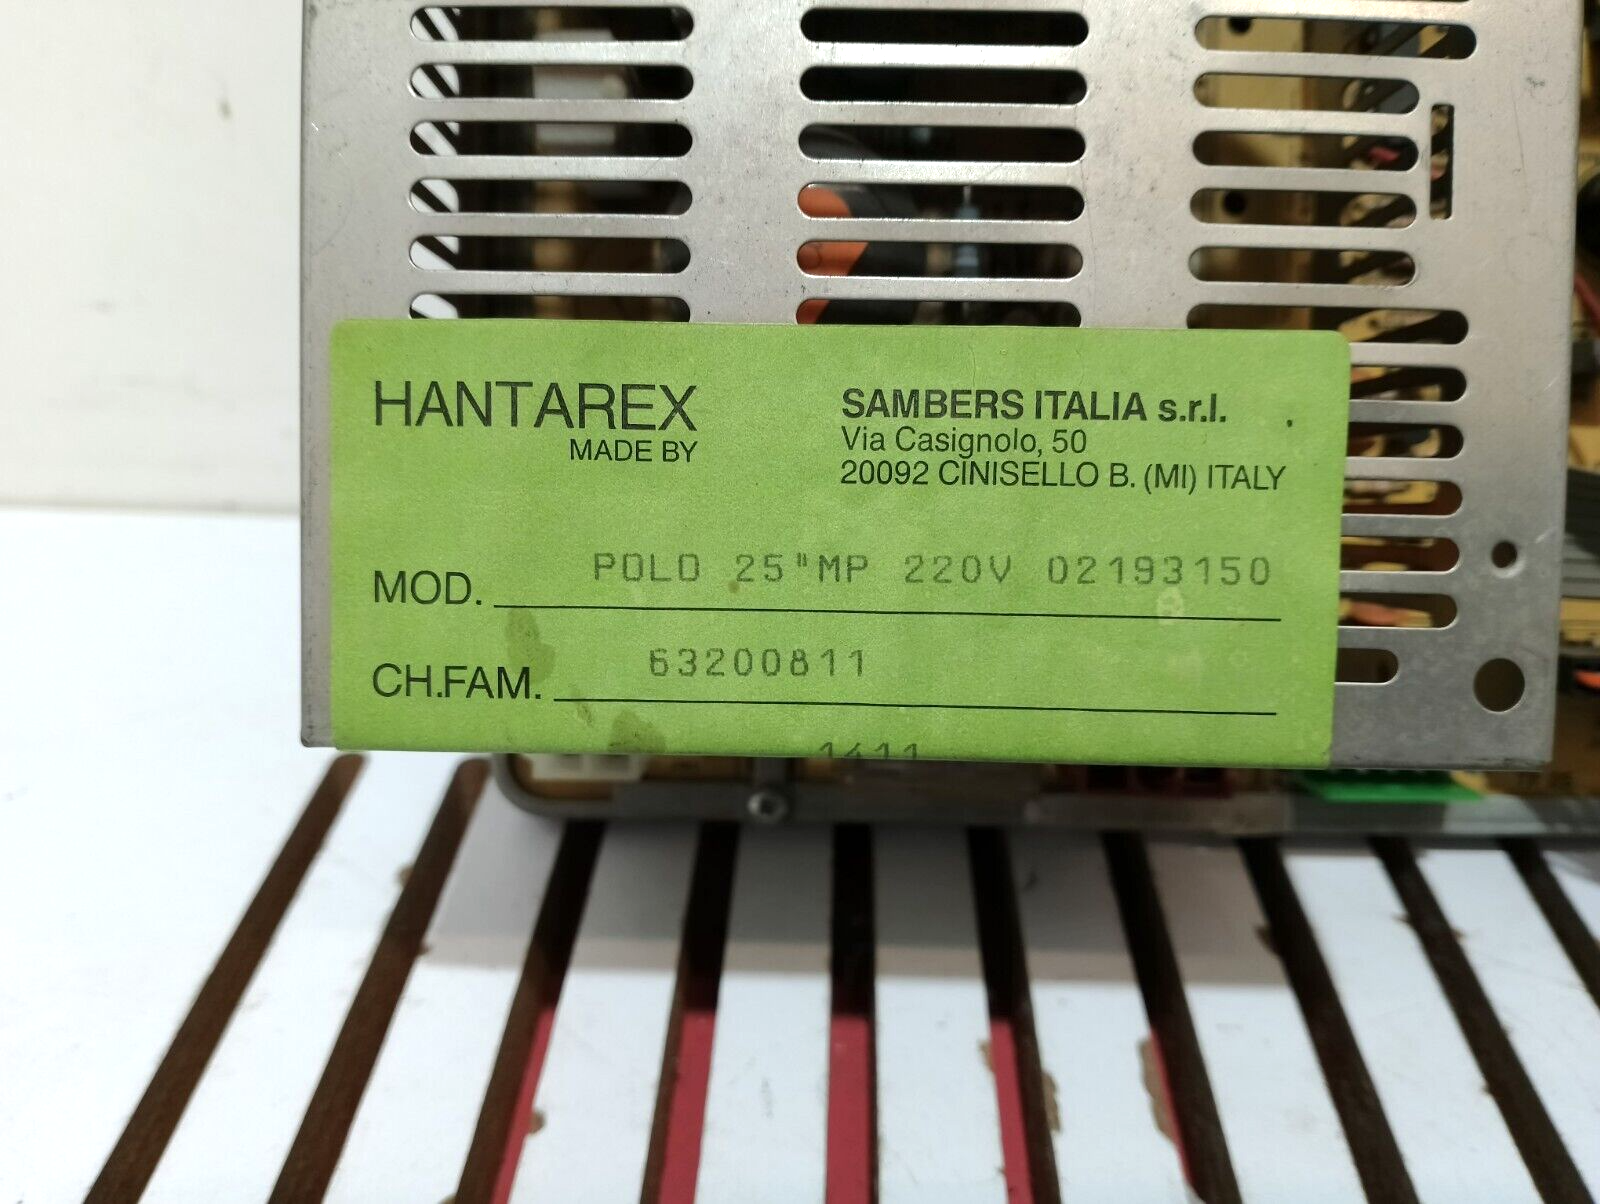 HANTAREX
MADE BY
SAMBERS ITALIA s.r.l.
Via Casignolo, 50
20092 CINISELLO B. (MI) ITALY
MOD. POLO 25"MP 220V 02193150
CH.FAM. 63200811
1411